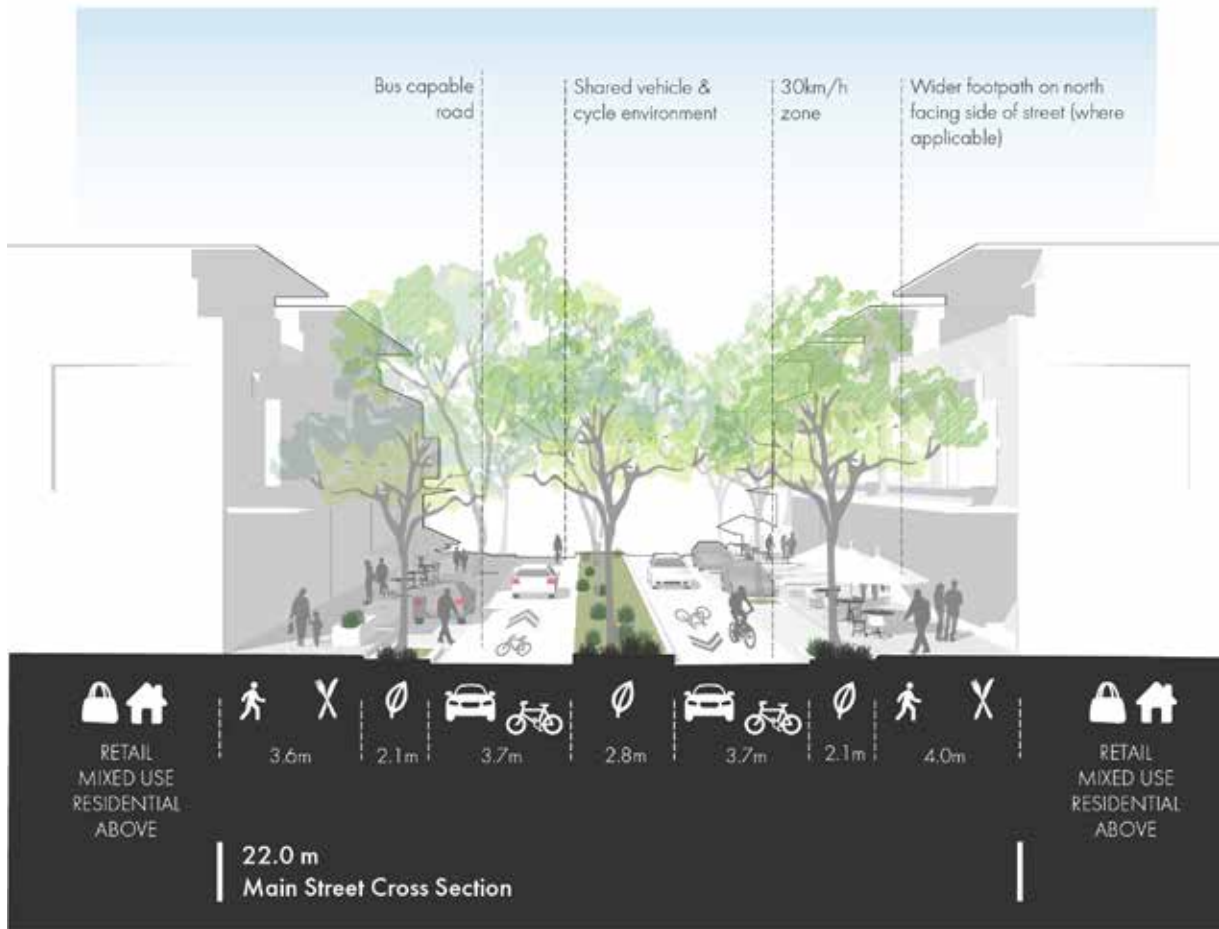 Bus capable
road
Shared vehicle &
cycle environment
30km/h
zone
Wider footpath on north
facing side of street (where
applicable)
RETAIL
MIXED USE
RESIDENTIAL
ABOVE
3.6m
2.1m
3.7m
2.8m
3.7m
2.1m
4.0m
RETAIL
MIXED USE
RESIDENTIAL
ABOVE
22.0 m
Main Street Cross Section